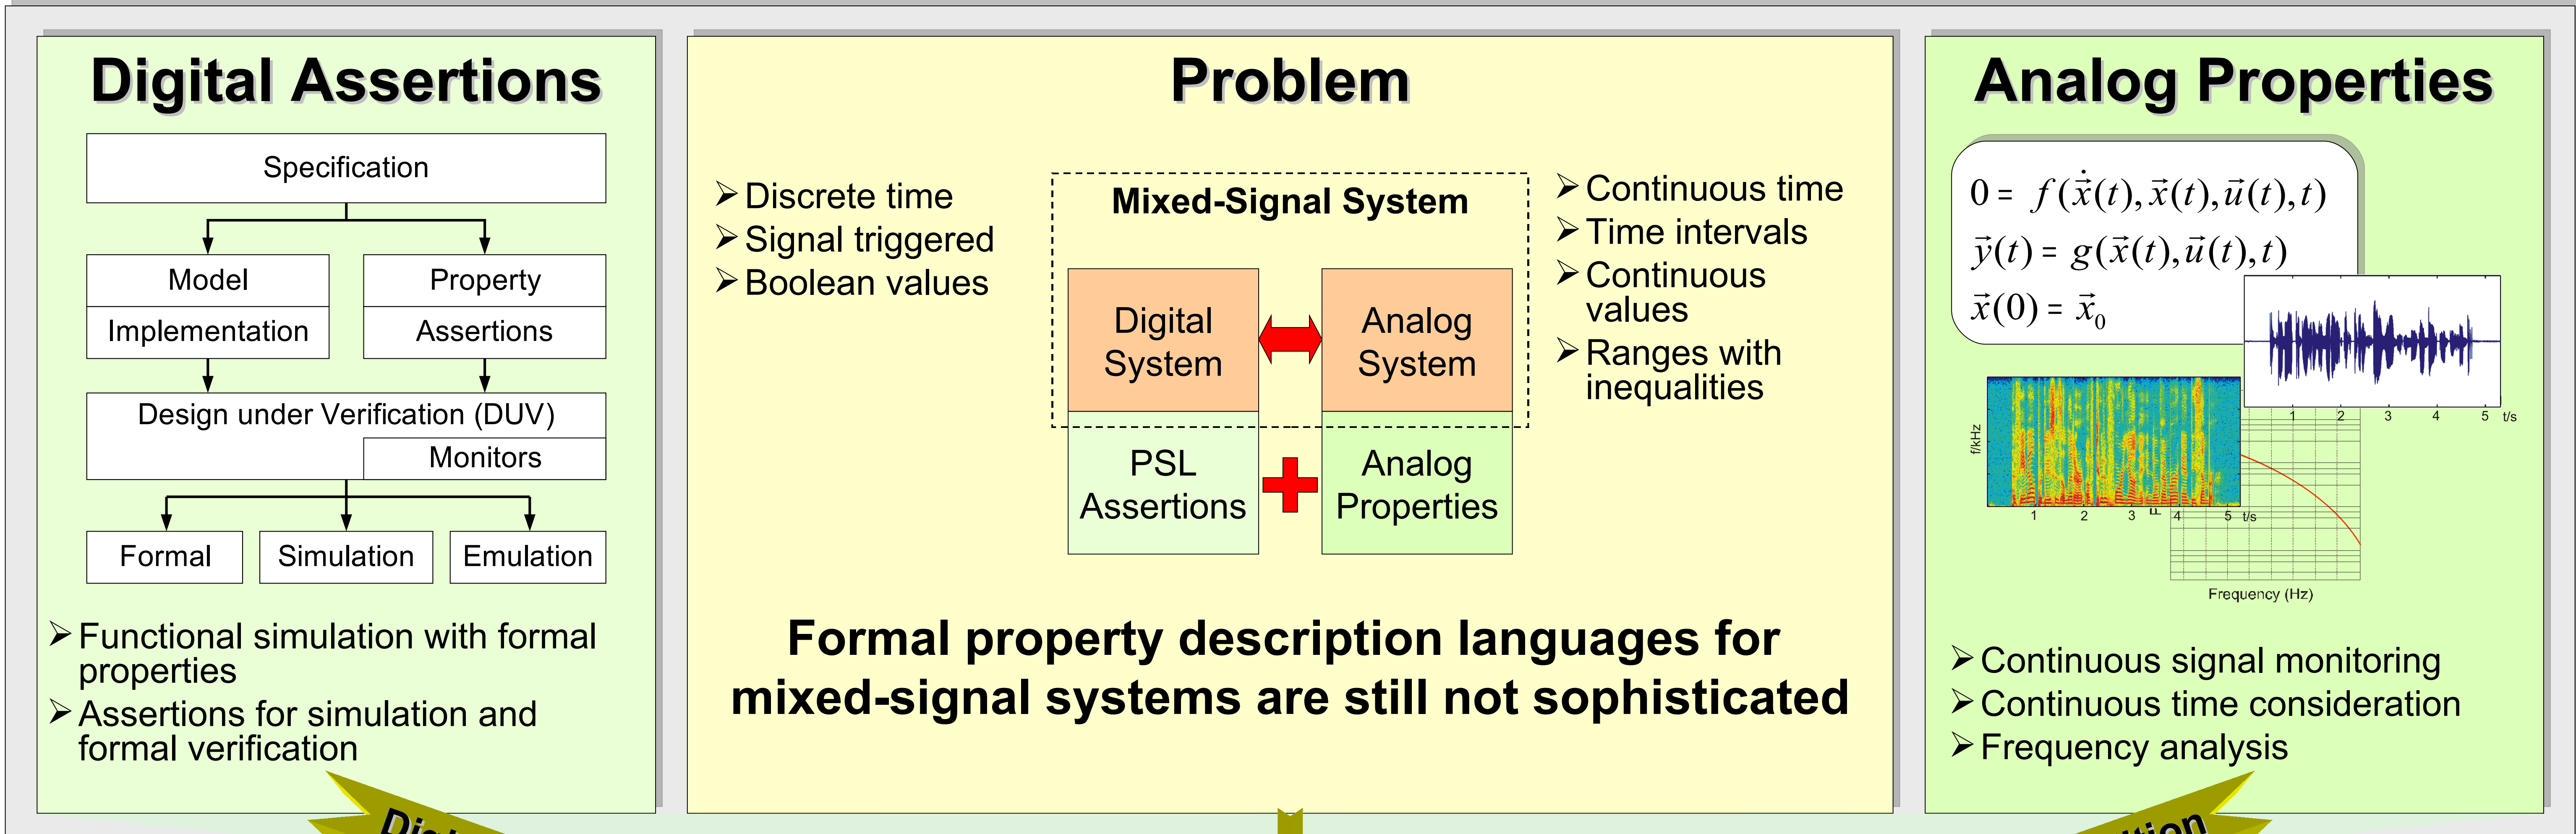 Digital Assertions
Specification
Model
Property
Implementation
Assertions
Design under Verification (DUV)
Monitors
Formal
Simulation
Emulation
➢Functional simulation with formal
properties
➢Assertions for simulation and
formal verification
Problem
➢Discrete time
➢Signal triggered
➢Boolean values
Mixed-Signal System
Digital
System
Analog
System
PSL
Assertions
Analog
Properties
➢Continuous time
➢Time intervals
➢Continuous
values
➢Ranges with
inequalities
Formal property description languages for
mixed-signal systems are still not sophisticated
Analog Properties
0 = f(ẋ⃗(t), x⃗(t), u⃗(t), t)
y⃗(t) = g(x⃗(t), u⃗(t), t)
x⃗(0) = x⃗₀
1 2 3 4 5 t/s
f/kHz
1 2 3 4 5 t/s
Frequency (Hz)
➢Continuous signal monitoring
➢Continuous time consideration
➢Frequency analysis